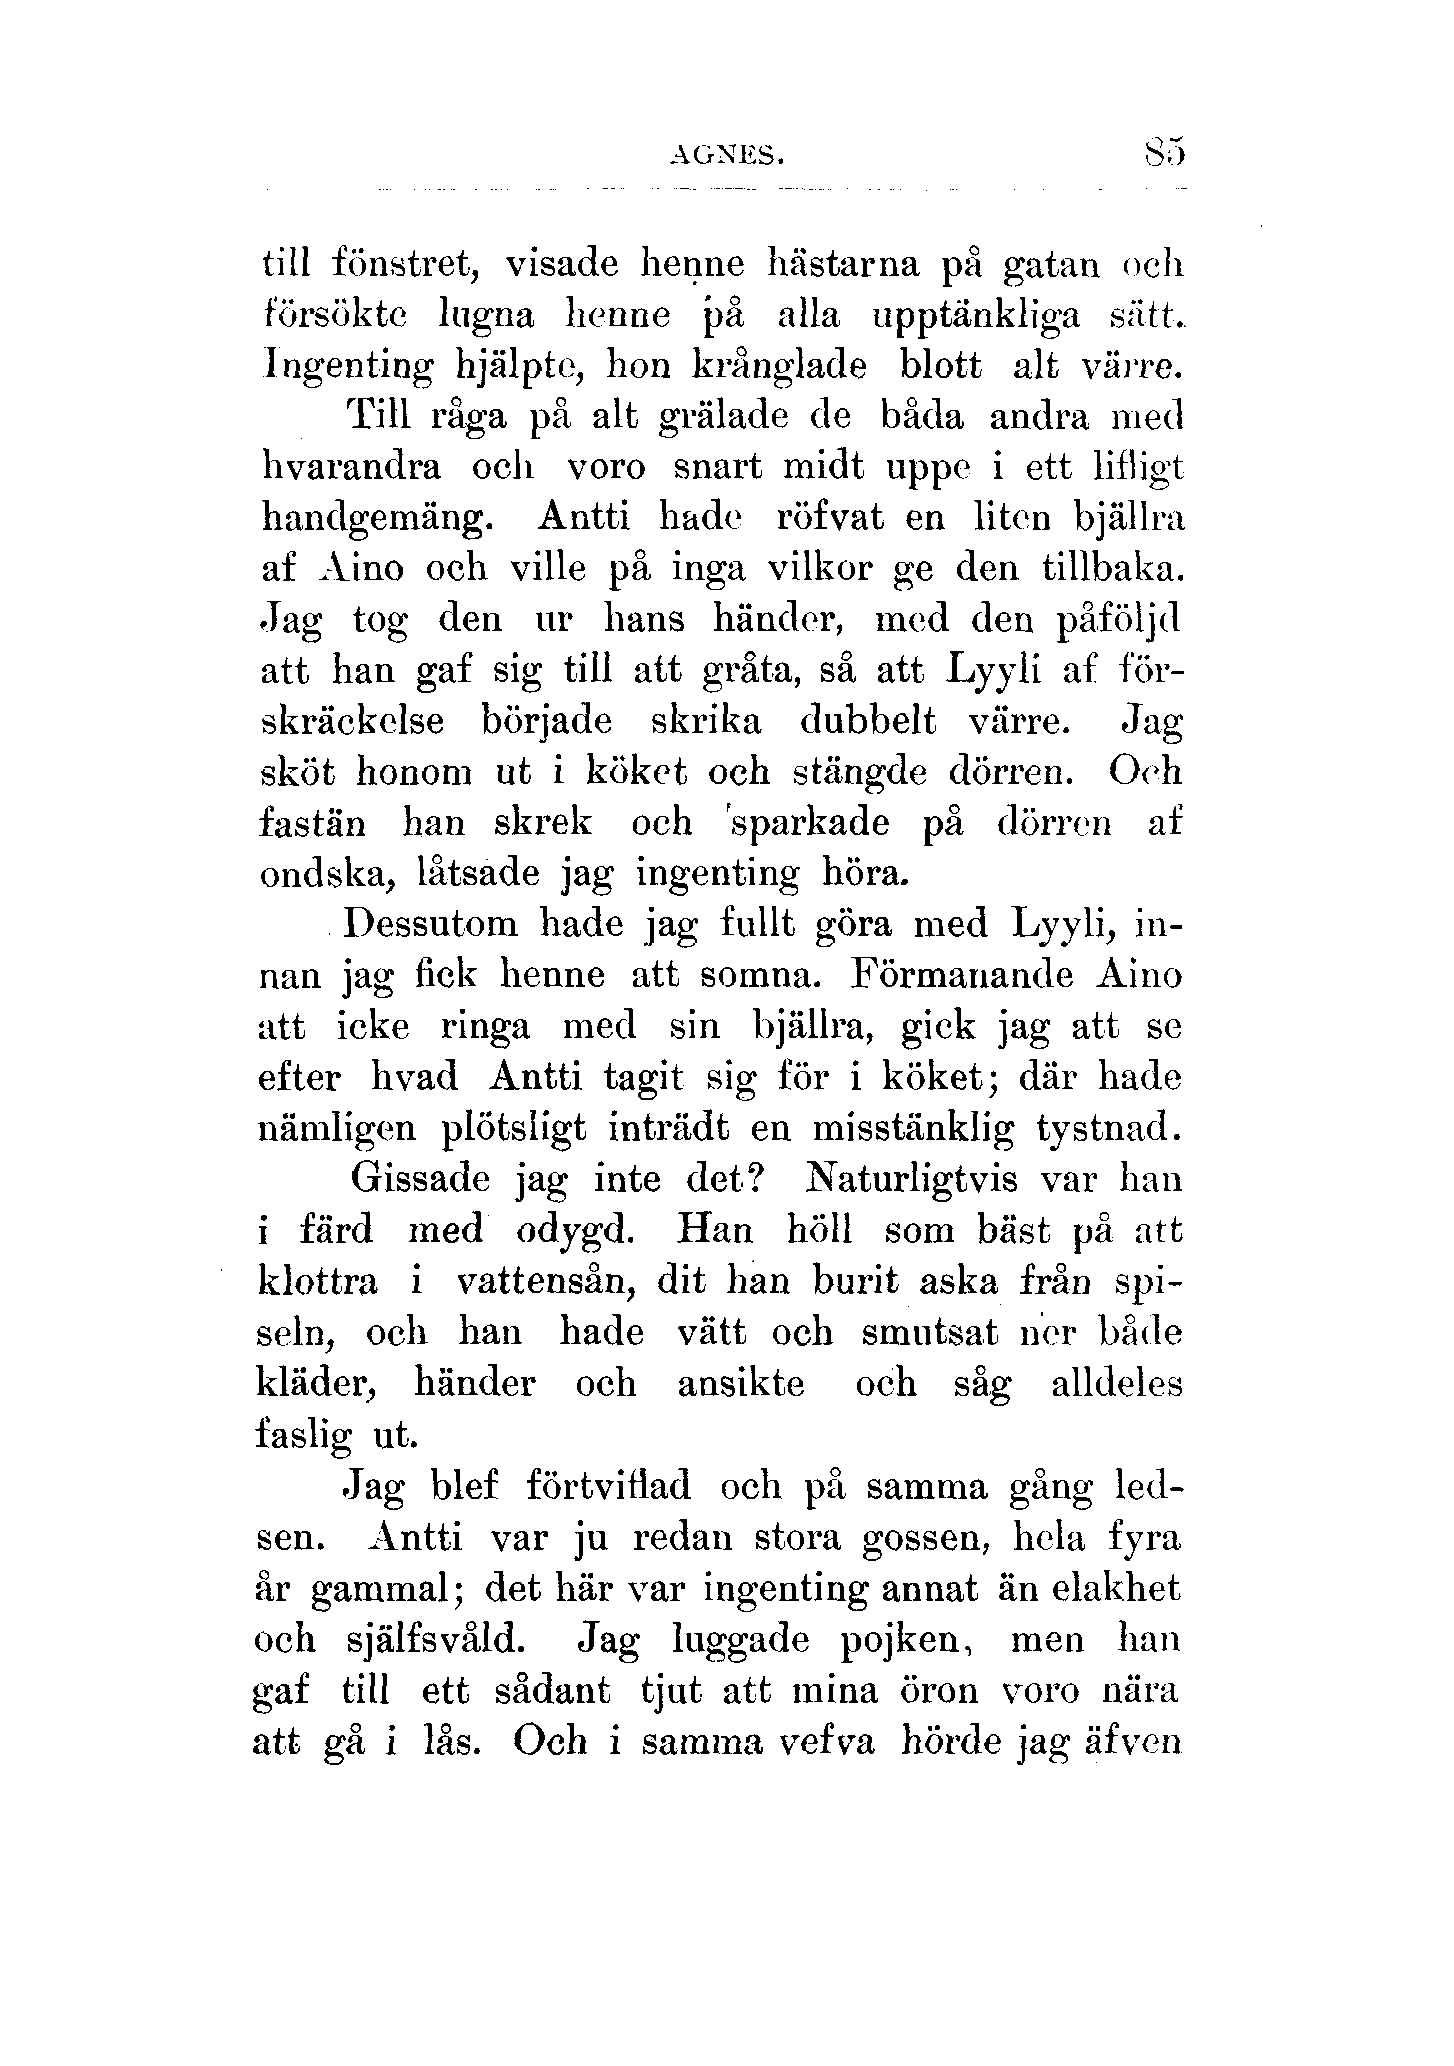 AGNES. 85
till fönstret, visade henne hästarna på gatan och
försökte lugna henne på alla upptänkliga sätt.
Ingenting hjälpte, hon krånglade blott alt värre.
Till råga på alt grälade de båda andra med
hvarandra och voro snart midt uppe i ett lifligt
handgemäng. Antti hade röfvat en liten bjällra
af Aino och ville på inga vilkor ge den tillbaka.
Jag tog den ur hans händer, med den påföljd
att han gaf sig till att gråta, så att Lyyli af för-
skräckelse började skrika dubbelt värre. Jag
sköt honom ut i köket och stängde dörren. Och
fastän han skrek och sparkade på dörren af
ondska, låtsade jag ingenting höra.
Dessutom hade jag fullt göra med Lyyli, in-
nan jag fick henne att somna. Förmanande Aino
att icke ringa med sin bjällra, gick jag att se
efter hvad Antti tagit sig för i köket; där hade
nämligen plötsligt inträdt en misstänklig tystnad.
Gissade jag inte det? Naturligtvis var han
i färd med odygd. Han höll som bäst på att
klottra i vattensån, dit han burit aska från spi-
seln, och han hade vätt och smutsat ner både
kläder, händer och ansikte och såg alldeles
faslig ut.
Jag blef förtviflad och på samma gång led-
sen. Antti var ju redan stora gossen, hela fyra
år gammal; det här var ingenting annat än elakhet
och själfsvåld. Jag luggade pojken, men han
gaf till ett sådant tjut att mina öron voro nära
att gå i lås. Och i samma vefva hörde jag äfven